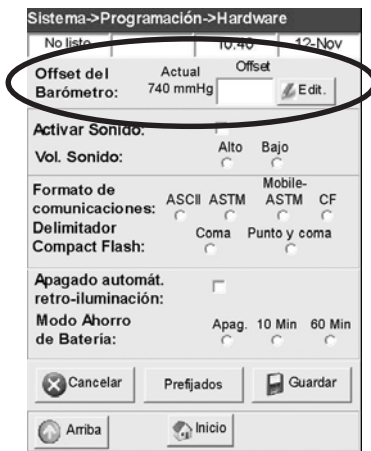 Sistema->Programación->Hardware
No listo 10:40 12-Nov
Offset del Barómetro: Actual 740 mmHg Offset Edit.
Activar Sonido:
Vol. Sonido: Alto Bajo
Formato de comunicaciones: ASCII ASTM Mobile-ASTM CF
Delimitador Compact Flash: Coma Punto y coma
Apagado automát. retro-iluminación:
Modo Ahorro de Batería: Apag. 10 Min 60 Min
Cancelar Prefijados Guardar
Arriba Inicio